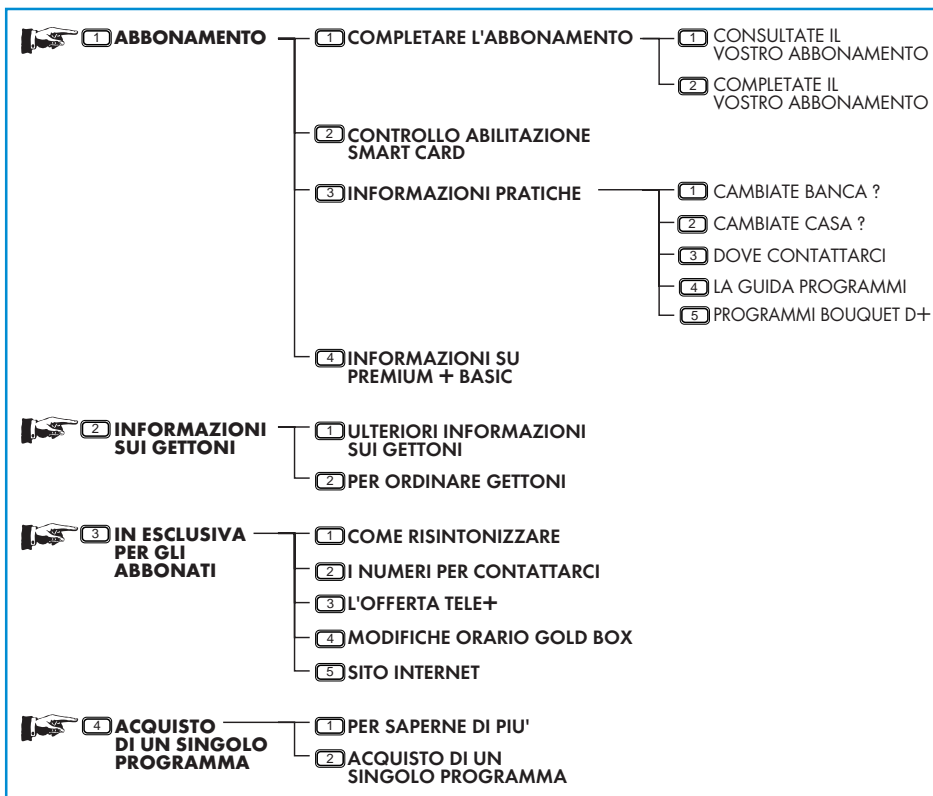 1 ABBONAMENTO
1 COMPLETARE L'ABBONAMENTO
1 CONSULTATE IL
VOSTRO ABBONAMENTO
2 COMPLETATE IL
VOSTRO ABBONAMENTO
2 CONTROLLO ABILITAZIONE
SMART CARD
3 INFORMAZIONI PRATICHE
1 CAMBIATE BANCA ?
2 CAMBIATE CASA ?
3 DOVE CONTATTARCI
4 LA GUIDA PROGRAMMI
5 PROGRAMMI BOUQUET D+
4 INFORMAZIONI SU
PREMIUM + BASIC
2 INFORMAZIONI
SUI GETTONI
1 ULTERIORI INFORMAZIONI
SUI GETTONI
2 PER ORDINARE GETTONI
3 IN ESCLUSIVA
PER GLI
ABBONATI
1 COME RISINTONIZZARE
2 I NUMERI PER CONTATTARCI
3 L'OFFERTA TELE+
4 MODIFICHE ORARIO GOLD BOX
5 SITO INTERNET
4 ACQUISTO
DI UN SINGOLO
PROGRAMMA
1 PER SAPERNE DI PIU'
2 ACQUISTO DI UN
SINGOLO PROGRAMMA